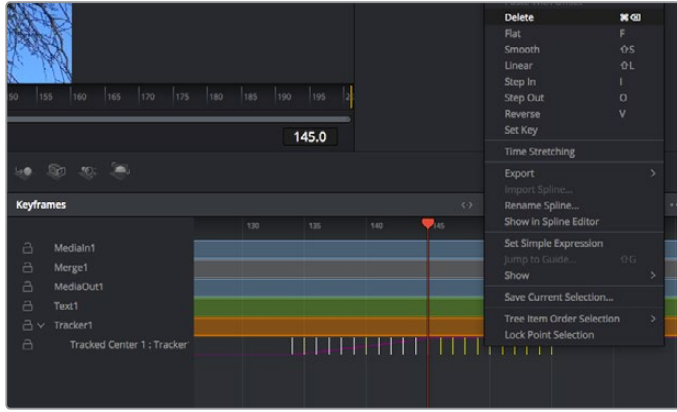 Delete ⌘⌫
Flat F
Smooth ⇧S
Linear ⇧L
Step In I
Step Out O
Reverse V
Set Key
Time Stretching
Export >
Import Spline...
Rename Spline...
Show in Spline Editor
Set Simple Expression
Jump to Guide... ⇧G
Show >
Save Current Selection...
Tree Item Order Selection >
Lock Point Selection
50 155 160 165 170 175 180 185 190 195
145.0
Keyframes
130 135 140 145
MediaIn1
Merge1
MediaOut1
Text1
Tracker1
Tracked Center 1 : Tracker